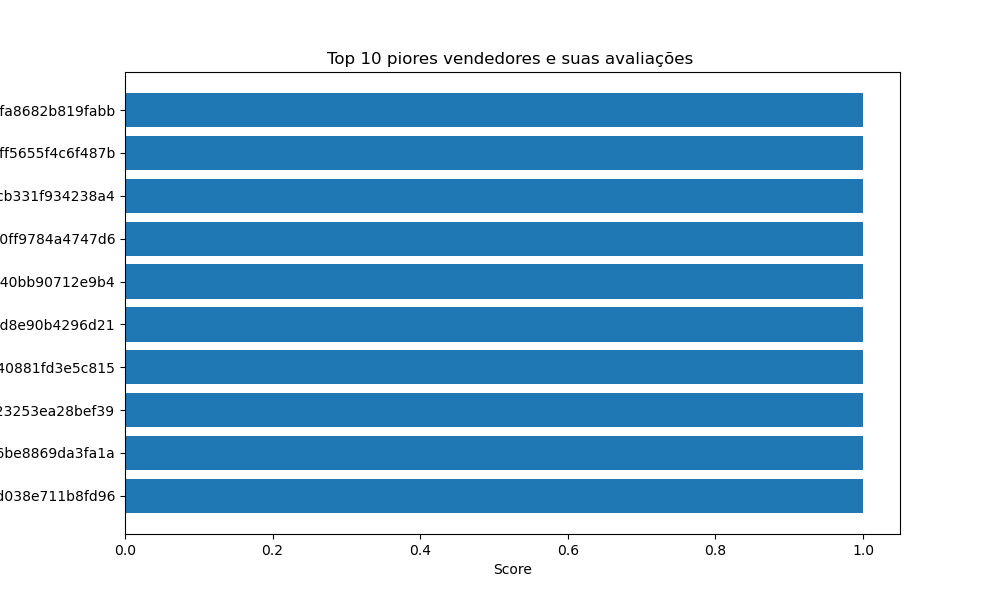 Top 10 piores vendedores e suas avaliações
fa8682b819fabb
ff5655f4c6f487b
cb331f934238a4
0ff9784a4747d6
40bb90712e9b4
d8e90b4296d21
40881fd3e5c815
23253ea28bef39
6be8869da3fa1a
d038e711b8fd96
0.0 0.2 0.4 0.6 0.8 1.0
Score